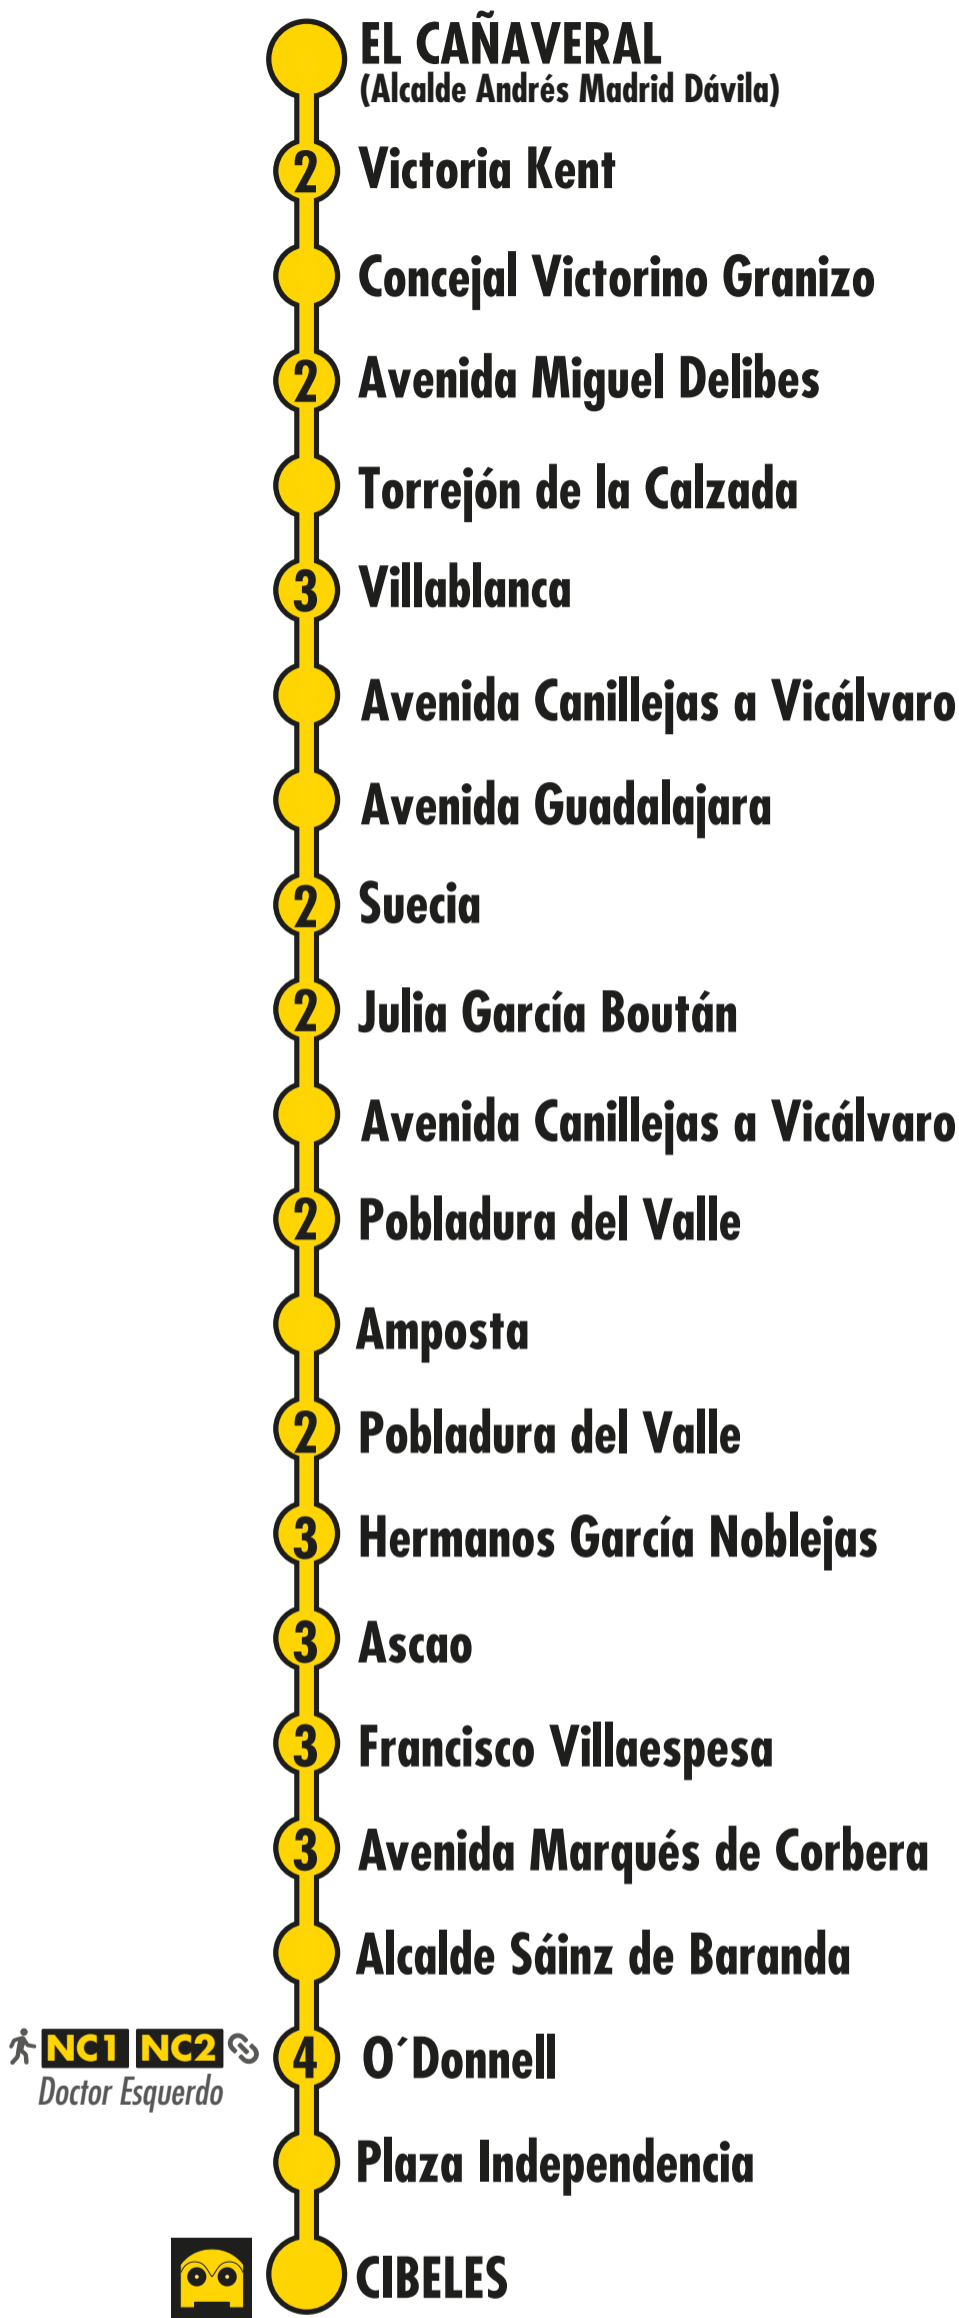 EL CAÑAVERAL
(Alcalde Andrés Madrid Dávila)
2 Victoria Kent
Concejal Victorino Granizo
2 Avenida Miguel Delibes
Torrejón de la Calzada
3 Villablanca
Avenida Canillejas a Vicálvaro
Avenida Guadalajara
2 Suecia
2 Julia García Boután
Avenida Canillejas a Vicálvaro
2 Pobladura del Valle
Amposta
2 Pobladura del Valle
3 Hermanos García Noblejas
3 Ascao
3 Francisco Villaespesa
3 Avenida Marqués de Corbera
Alcalde Sáinz de Baranda
NC1 NC2 4 O´Donnell
Doctor Esquerdo
Plaza Independencia
CIBELES